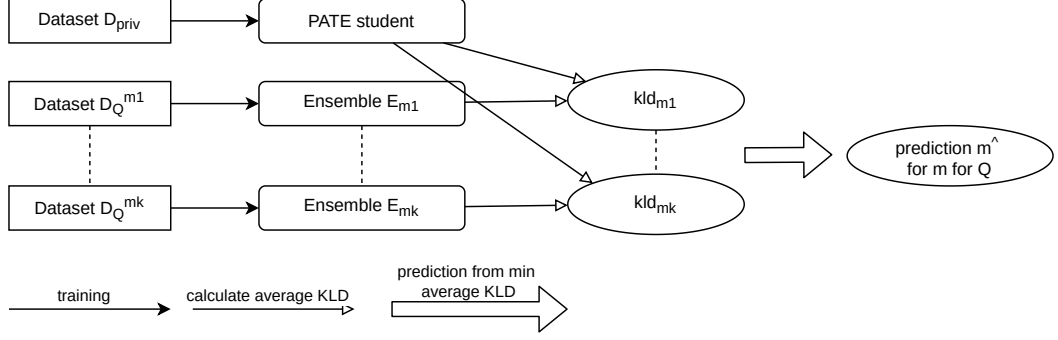 Dataset D_priv
PATE student
Dataset D_Q^m1
Ensemble E_m1
kld_m1
prediction m^
for m for Q
Dataset D_Q^mk
Ensemble E_mk
kld_mk
training
calculate average KLD
prediction from min
average KLD